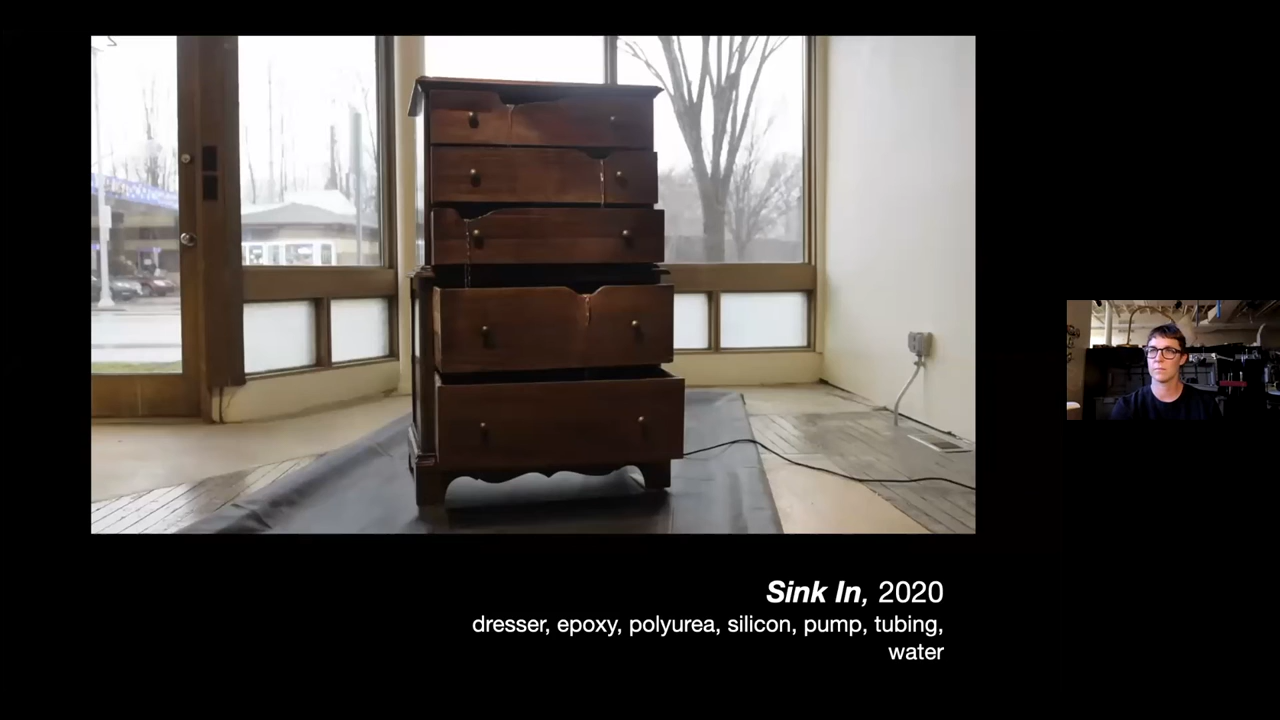 Sink In, 2020
dresser, epoxy, polyurea, silicon, pump, tubing,
water